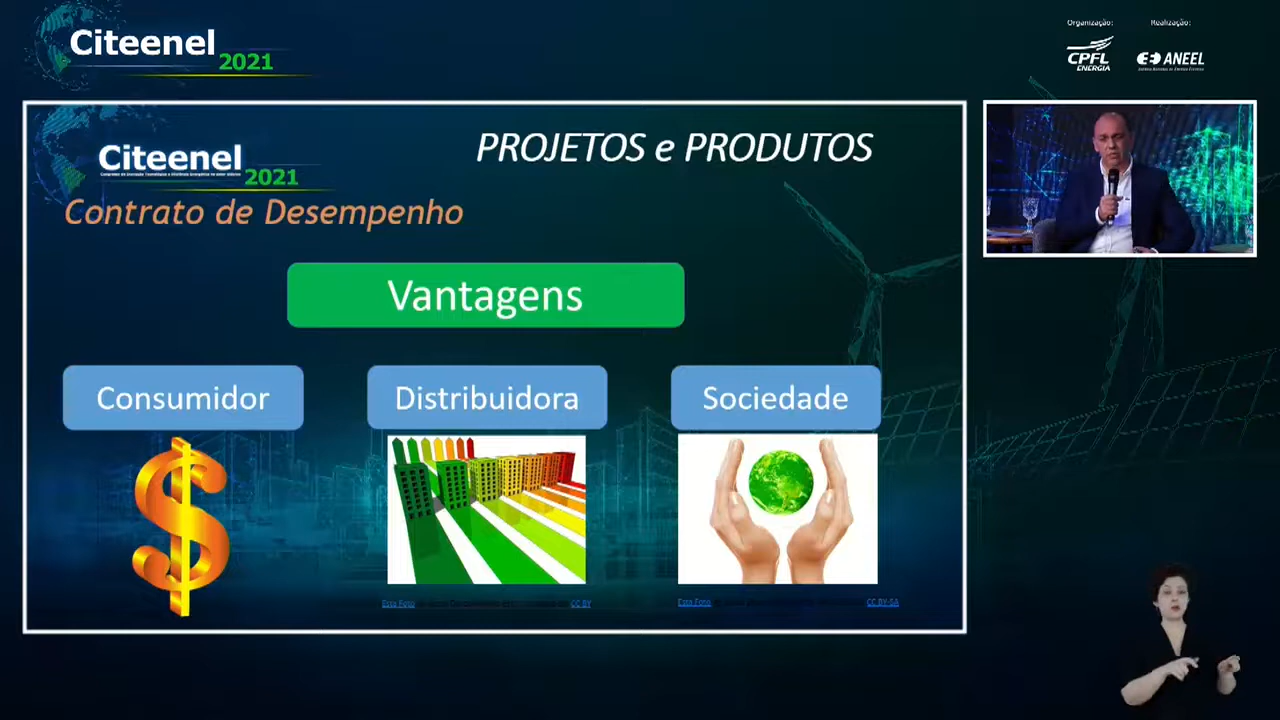 Citeenel
2021
Organização:
Realização:
CPFL
ENERGIA
ANEEL
Citeenel
2021
PROJETOS e PRODUTOS
Contrato de Desempenho
Vantagens
Consumidor
Distribuidora
Sociedade
Esta Foto
CC BY
Esta Foto
CC BY-SA